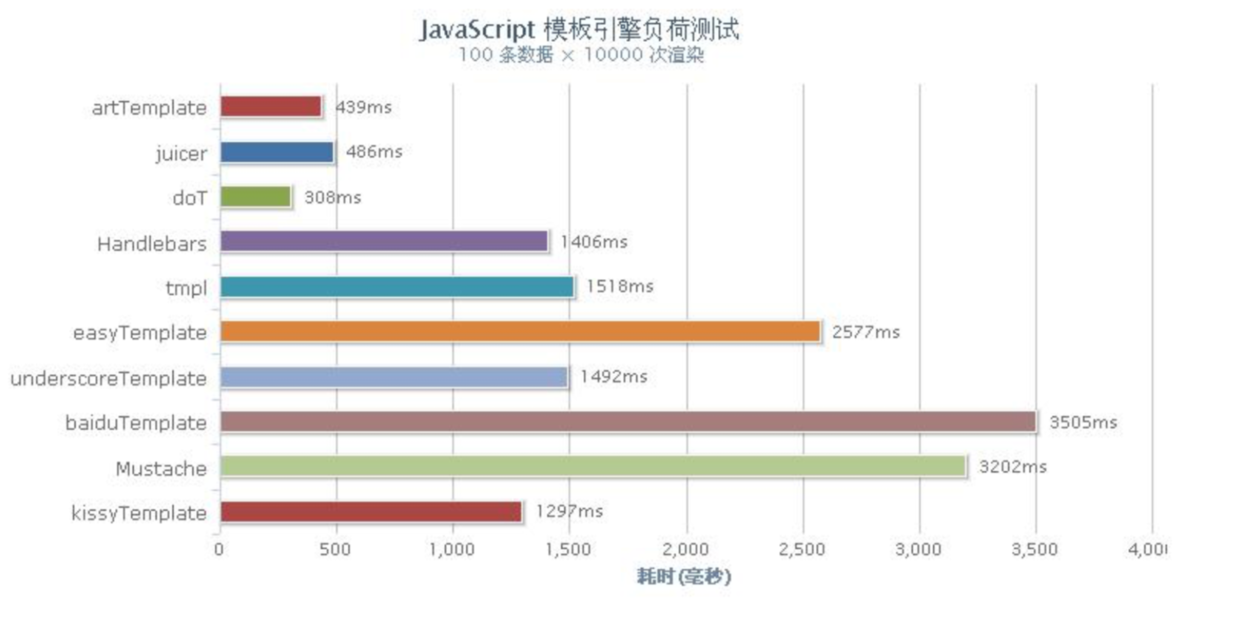 JavaScript 模板引擎负荷测试
100 条数据 × 10000 次渲染
artTemplate 439ms
juicer 486ms
doT 308ms
Handlebars 1406ms
tmpl 1518ms
easyTemplate 2577ms
underscoreTemplate 1492ms
baiduTemplate 3505ms
Mustache 3202ms
kissyTemplate 1297ms
0 500 1,000 1,500 2,000 2,500 3,000 3,500 4,00
耗时(毫秒)